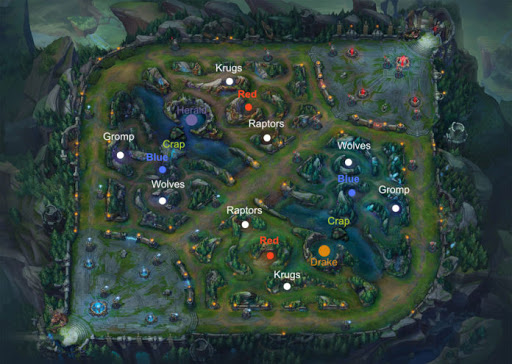 Krugs
Red
Herald
Raptors
Crap
Gromp
Blue
Wolves
Wolves
Blue
Gromp
Raptors
Crap
Red
Drake
Krugs